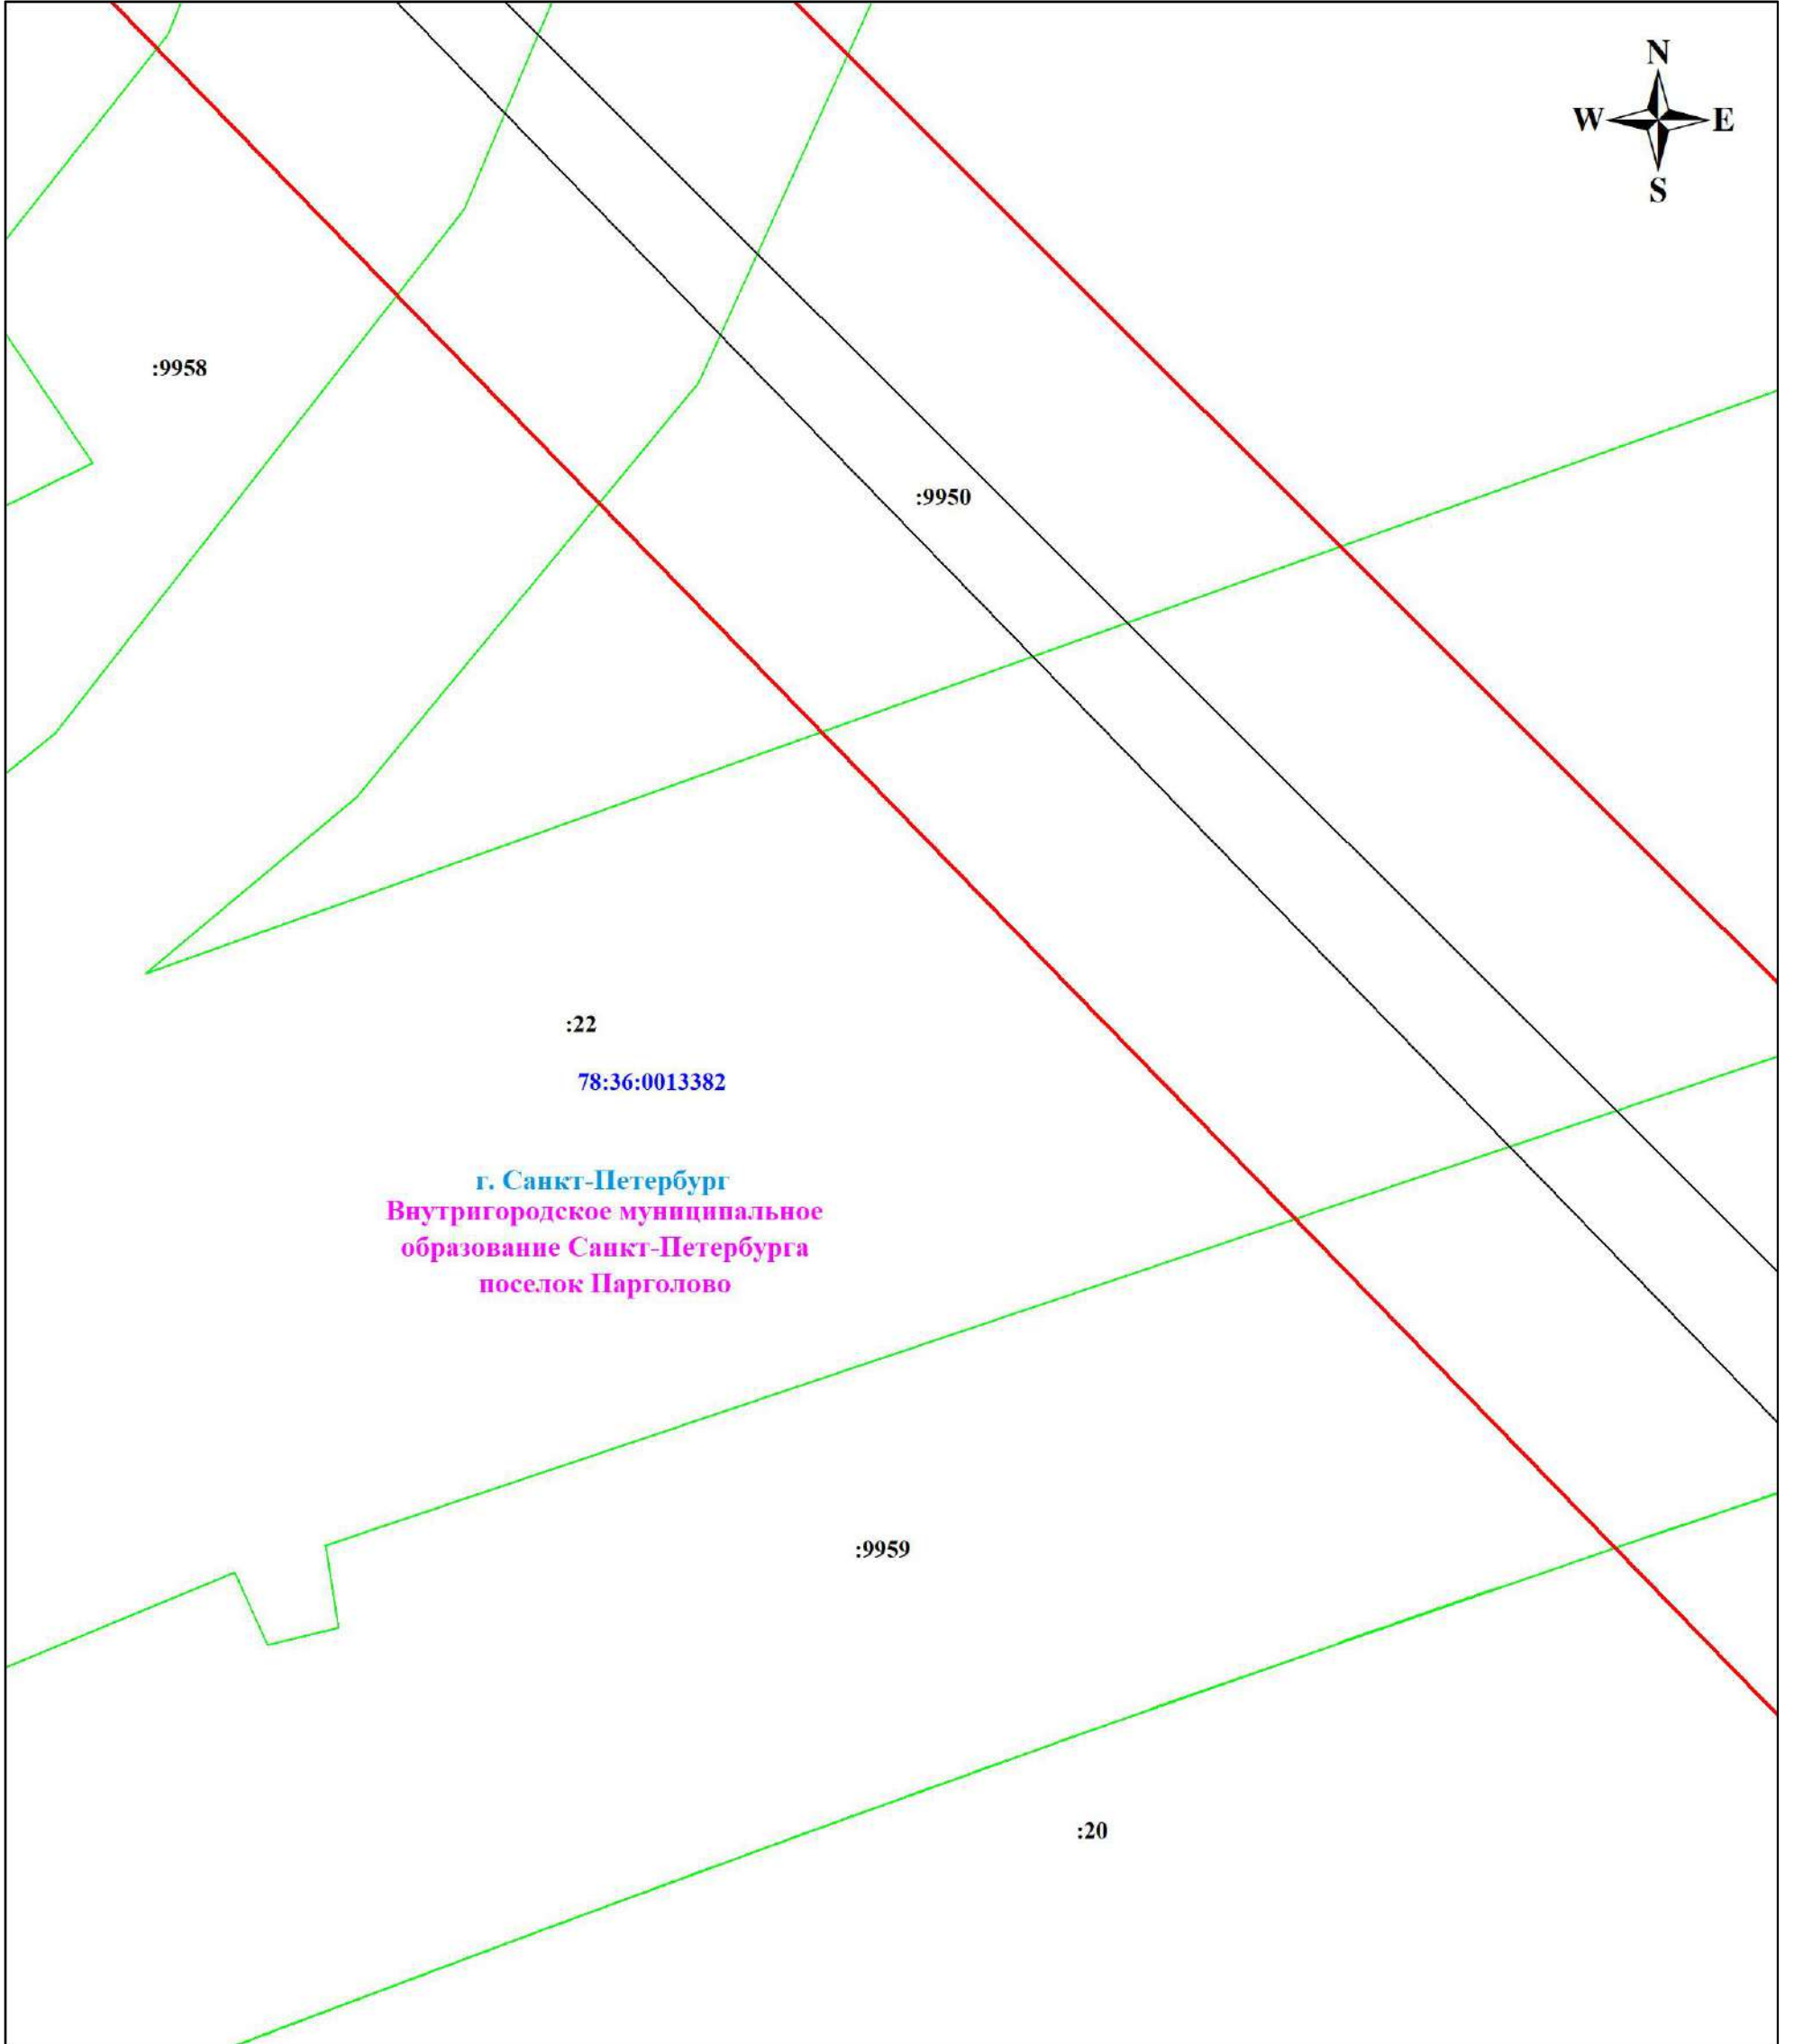 N
W E
S
:9958
:9950
:22
78:36:0013382
г. Санкт-Петербург
Внутригородское муниципальное
образование Санкт-Петербурга
поселок Парголово
:9959
:20